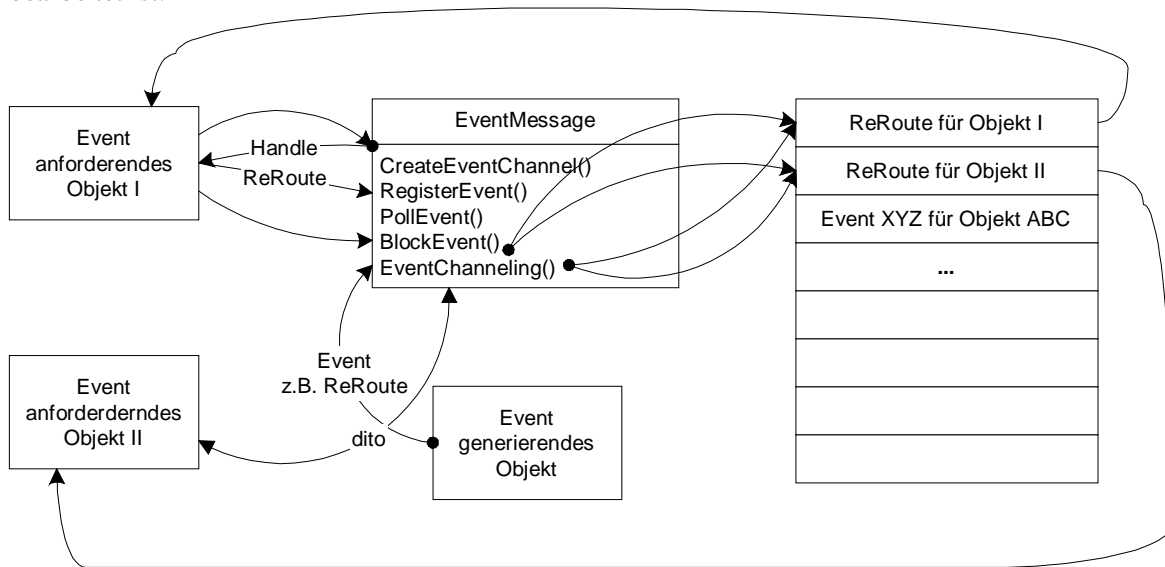 Event
anforderendes
Objekt I
Handle
ReRoute
EventMessage
CreateEventChannel()
RegisterEvent()
PollEvent()
BlockEvent()
EventChanneling()
ReRoute für Objekt I
ReRoute für Objekt II
Event XYZ für Objekt ABC
...
Event
z.B. ReRoute
dito
Event
anforderderndes
Objekt II
Event
generierendes
Objekt